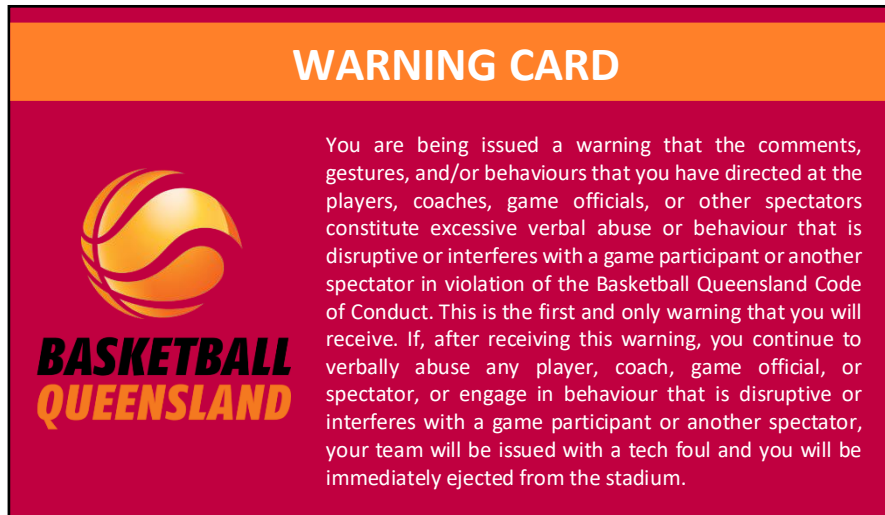 WARNING CARD
You are being issued a warning that the comments,
gestures, and/or behaviours that you have directed at the
players, coaches, game officials, or other spectators
constitute excessive verbal abuse or behaviour that is
disruptive or interferes with a game participant or another
spectator in violation of the Basketball Queensland Code
of Conduct. This is the first and only warning that you will
receive. If, after receiving this warning, you continue to
verbally abuse any player, coach, game official, or
spectator, or engage in behaviour that is disruptive or
interferes with a game participant or another spectator,
your team will be issued with a tech foul and you will be
immediately ejected from the stadium.
BASKETBALL
QUEENSLAND